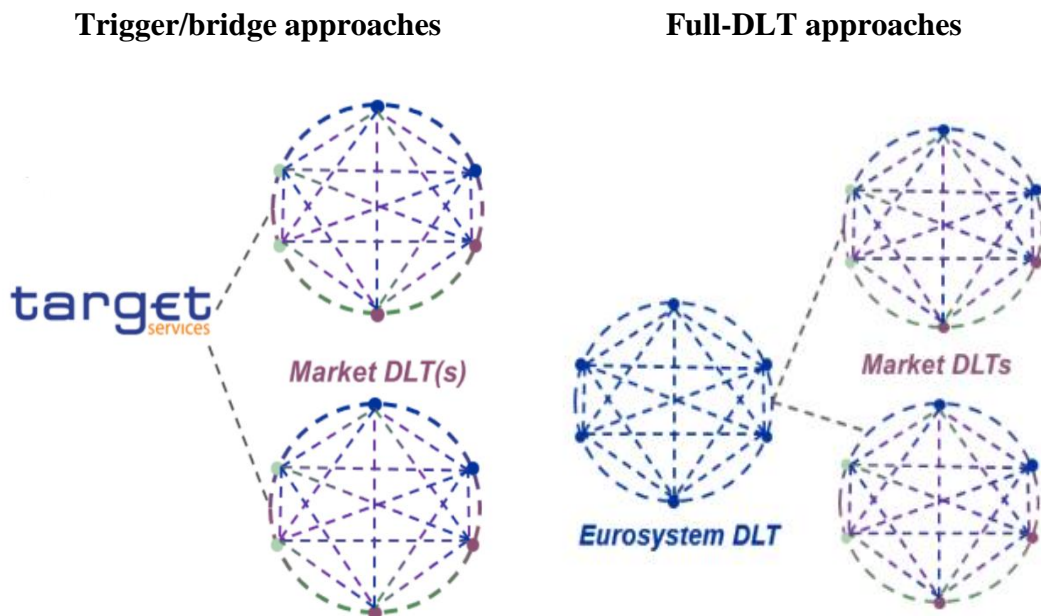 Trigger/bridge approaches
Full-DLT approaches
target
services
Market DLT(s)
Eurosystem DLT
Market DLTs